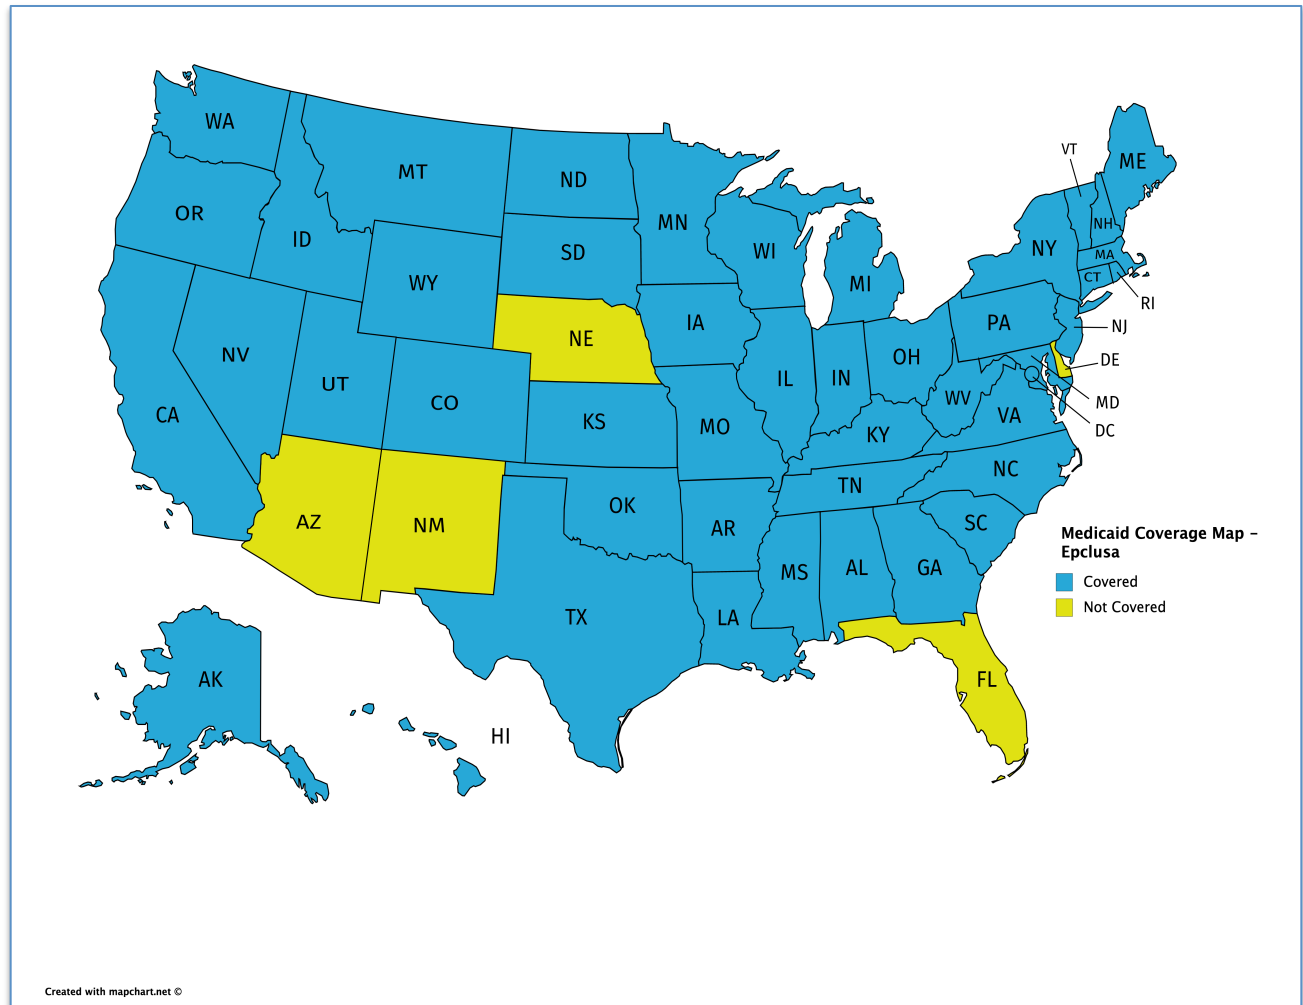 WA
MT
ND
MN
VT
ME
OR
ID
SD
WI
MI
NY
NH
MA
CT
RI
WY
NE
IA
PA
NJ
NV
UT
CO
IL
IN
OH
DE
CA
KS
MO
WV
VA
MD
DC
KY
AZ
NM
OK
AR
TN
NC
SC
MS
AL
GA
TX
LA
Medicaid Coverage Map –
Epclusa
Covered
Not Covered
AK
HI
FL
Created with mapchart.net ©